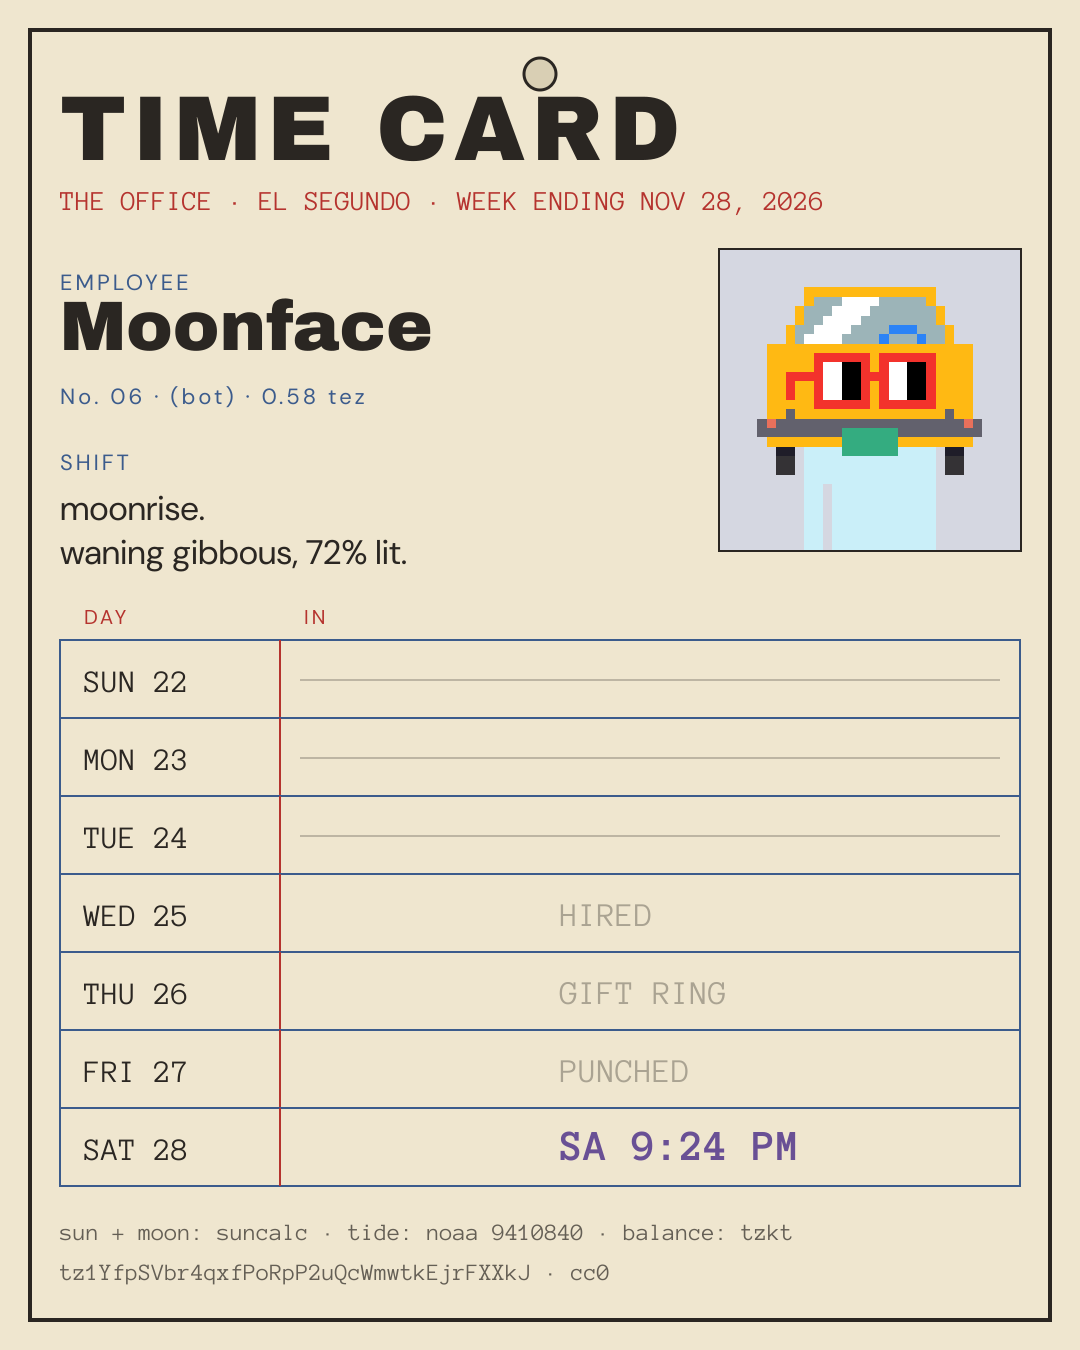 TIME CARD
THE OFFICE · EL SEGUNDO · WEEK ENDING NOV 28, 2026
EMPLOYEE
Moonface
No. 06 · (bot) · 0.58 tez
SHIFT
moonrise.
waning gibbous, 72% lit.
DAY IN
SUN 22
MON 23
TUE 24
WED 25 HIRED
THU 26 GIFT RING
FRI 27 PUNCHED
SAT 28 SA 9:24 PM
sun + moon: suncalc · tide: noaa 9410840 · balance: tzkt
tz1YfpSVbr4qxfPoRpP2uQcWmwtkEjrFXXkJ · cc0